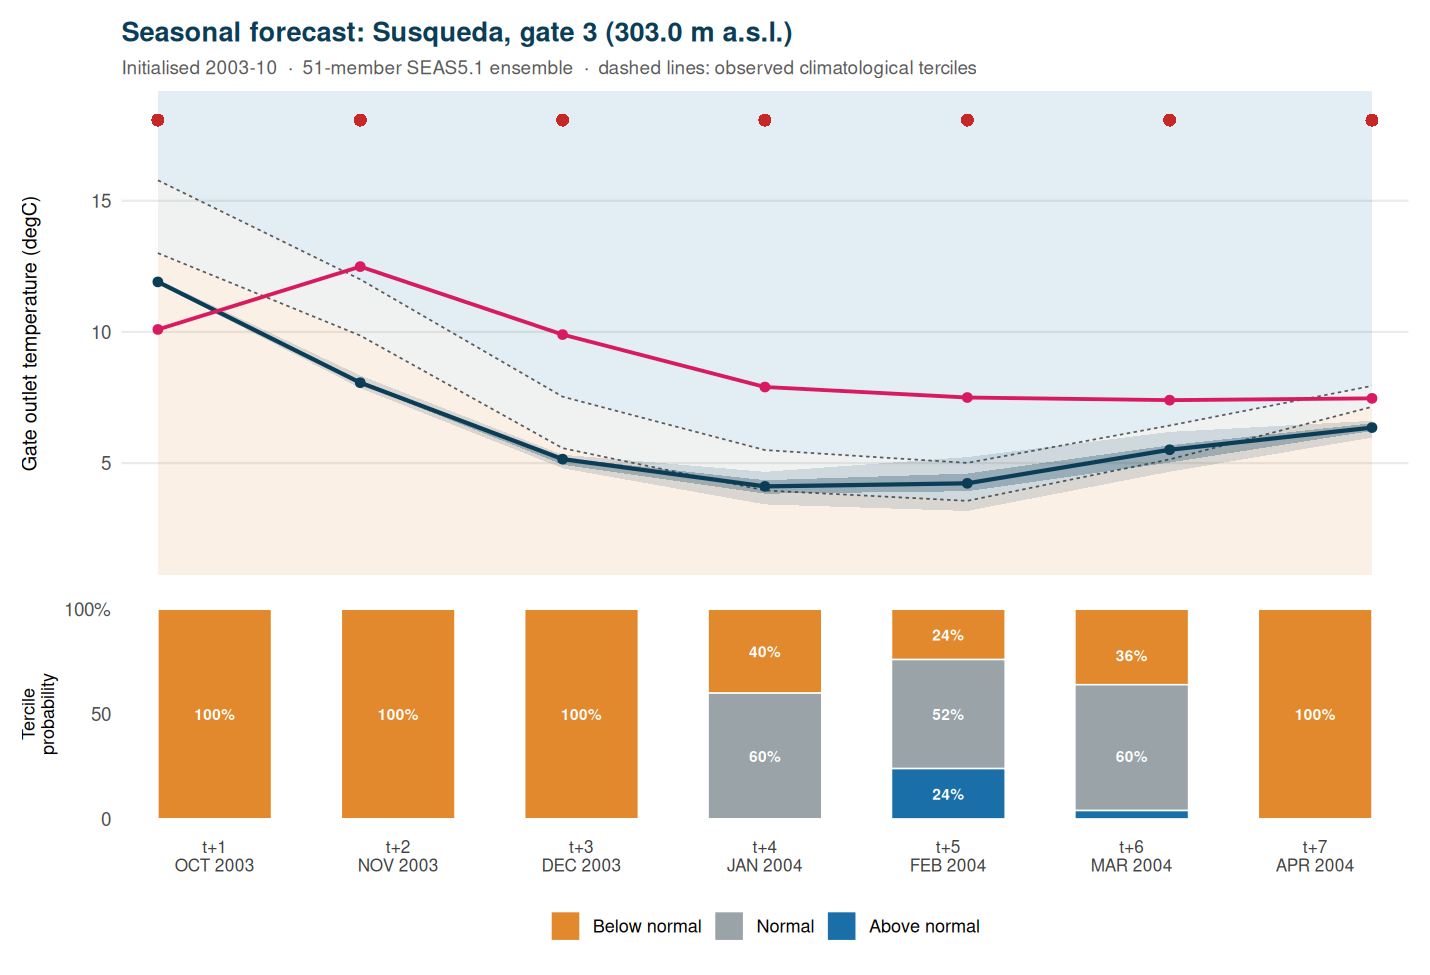 Seasonal forecast: Susqueda, gate 3 (303.0 m a.s.l.)
Initialised 2003-10 · 51-member SEAS5.1 ensemble · dashed lines: observed climatological terciles
Gate outlet temperature (degC)
15
10
5
Tercile
probability
100%
50
0
100%
100%
100%
40%
60%
24%
52%
24%
36%
60%
100%
t+1
OCT 2003
t+2
NOV 2003
t+3
DEC 2003
t+4
JAN 2004
t+5
FEB 2004
t+6
MAR 2004
t+7
APR 2004
Below normal
Normal
Above normal